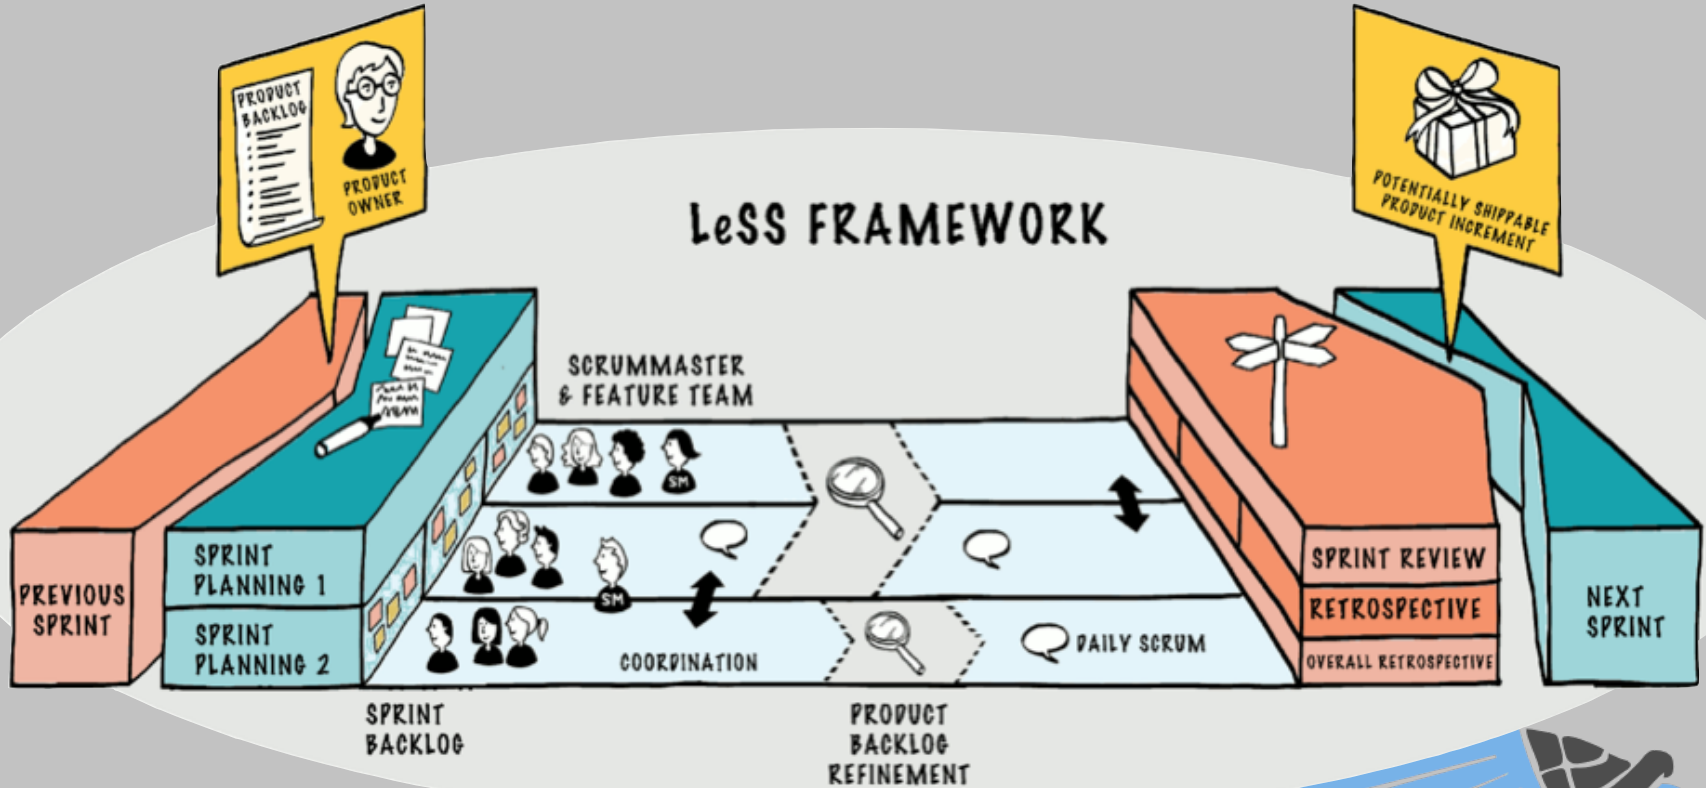 PRODUCT
BACKLOG
PRODUCT
OWNER
POTENTIALLY SHIPPABLE
PRODUCT INCREMENT
LeSS FRAMEWORK
SCRUMMASTER
& FEATURE TEAM
SM
SM
PREVIOUS
SPRINT
SPRINT
PLANNING 1
SPRINT
PLANNING 2
COORDINATION
DAILY SCRUM
SPRINT REVIEW
RETROSPECTIVE
OVERALL RETROSPECTIVE
NEXT
SPRINT
SPRINT
BACKLOG
PRODUCT
BACKLOG
REFINEMENT